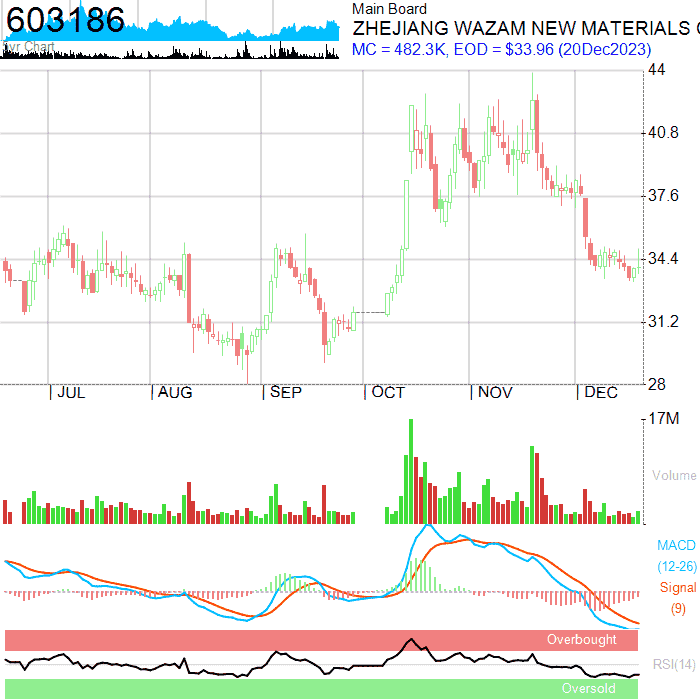 603186
5yr Chart
Main Board
ZHEJIANG WAZAM NEW MATERIALS
MC = 482.3K, EOD = $33.96 (20Dec2023)
44
40.8
37.6
34.4
31.2
28
JUL AUG SEP OCT NOV DEC
17M
Volume
MACD
(12-26)
Signal
(9)
Overbought
RSI(14)
Oversold